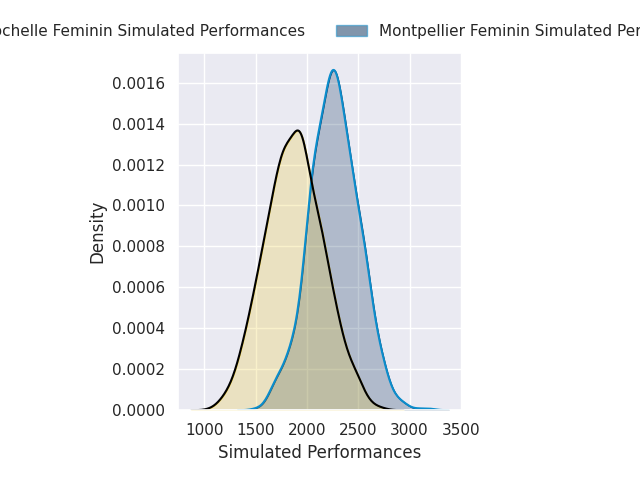 ochelle Feminin Simulated Performances
Montpellier Feminin Simulated Per
0.0016
0.0014
0.0012
0.0010
0.0008
0.0006
0.0004
0.0002
0.0000
Density
1000 1500 2000 2500 3000 3500
Simulated Performances